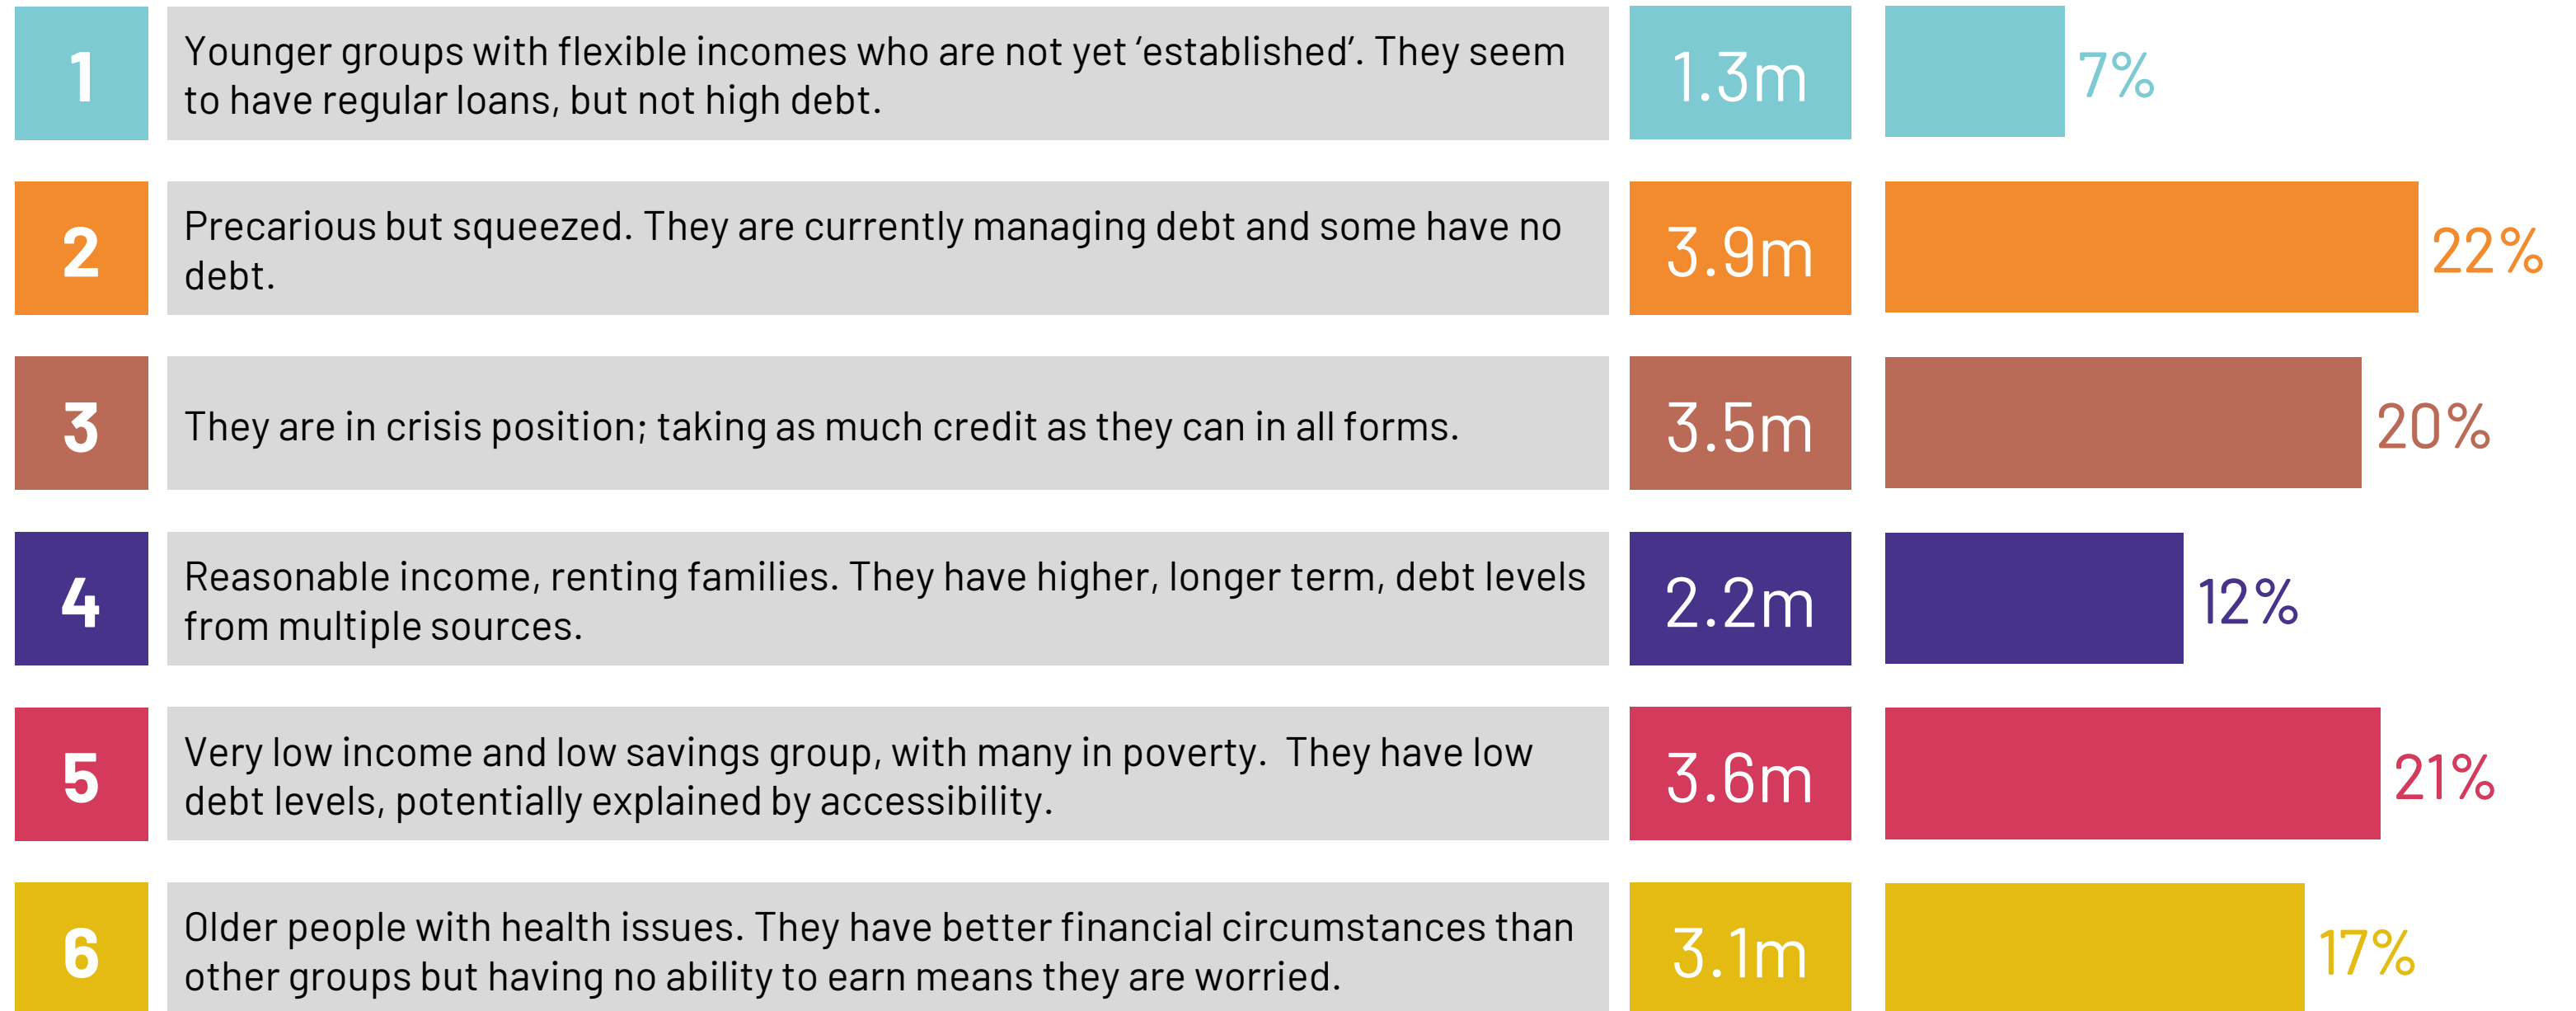 1
Younger groups with flexible incomes who are not yet ‘established’. They seem
to have regular loans, but not high debt.
1.3m
7%
2
Precarious but squeezed. They are currently managing debt and some have no
debt.
3.9m
22%
3
They are in crisis position; taking as much credit as they can in all forms.
3.5m
20%
4
Reasonable income, renting families. They have higher, longer term, debt levels
from multiple sources.
2.2m
12%
5
Very low income and low savings group, with many in poverty.  They have low
debt levels, potentially explained by accessibility.
3.6m
21%
6
Older people with health issues. They have better financial circumstances than
other groups but having no ability to earn means they are worried.
3.1m
17%